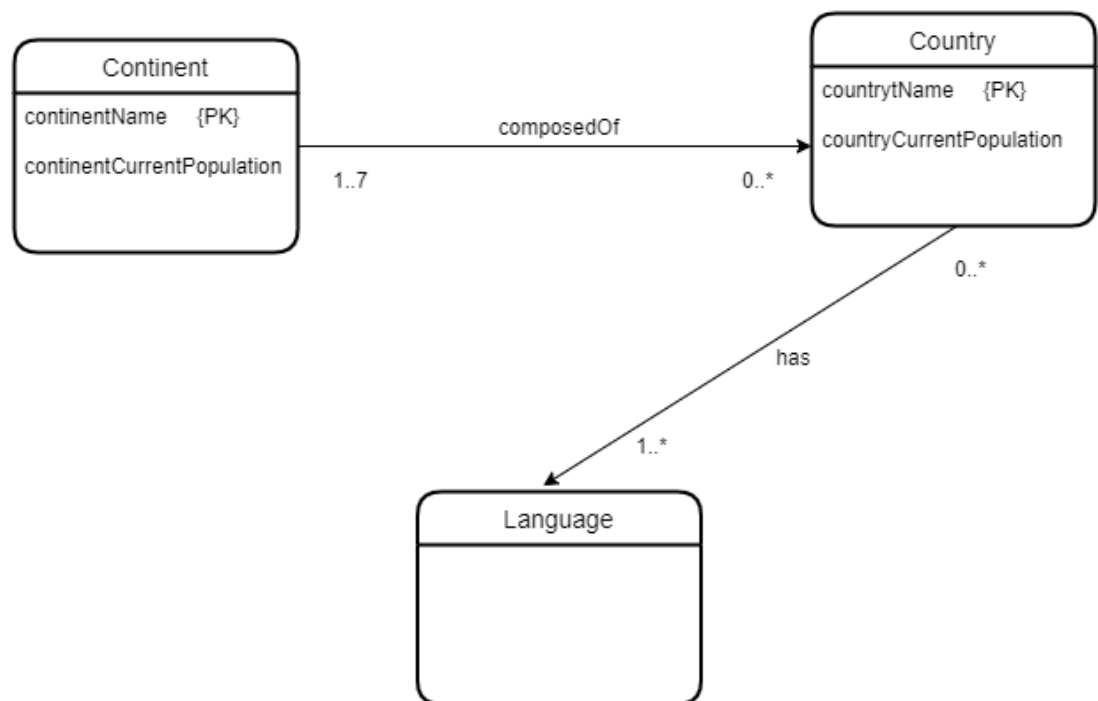 Continent
continentName {PK}
continentCurrentPopulation
composedOf
1..7
0..*
Country
countrytName {PK}
countryCurrentPopulation
0..*
has
1..*
Language